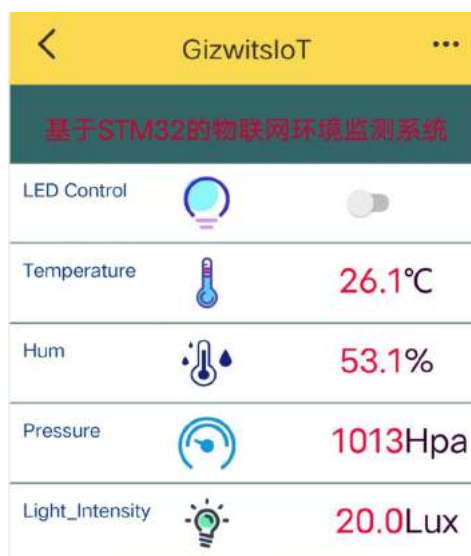 GizwitsIoT
基于STM32的物联网环境监测系统
LED Control
Temperature
26.1℃
Hum
53.1%
Pressure
1013Hpa
Light_Intensity
20.0Lux